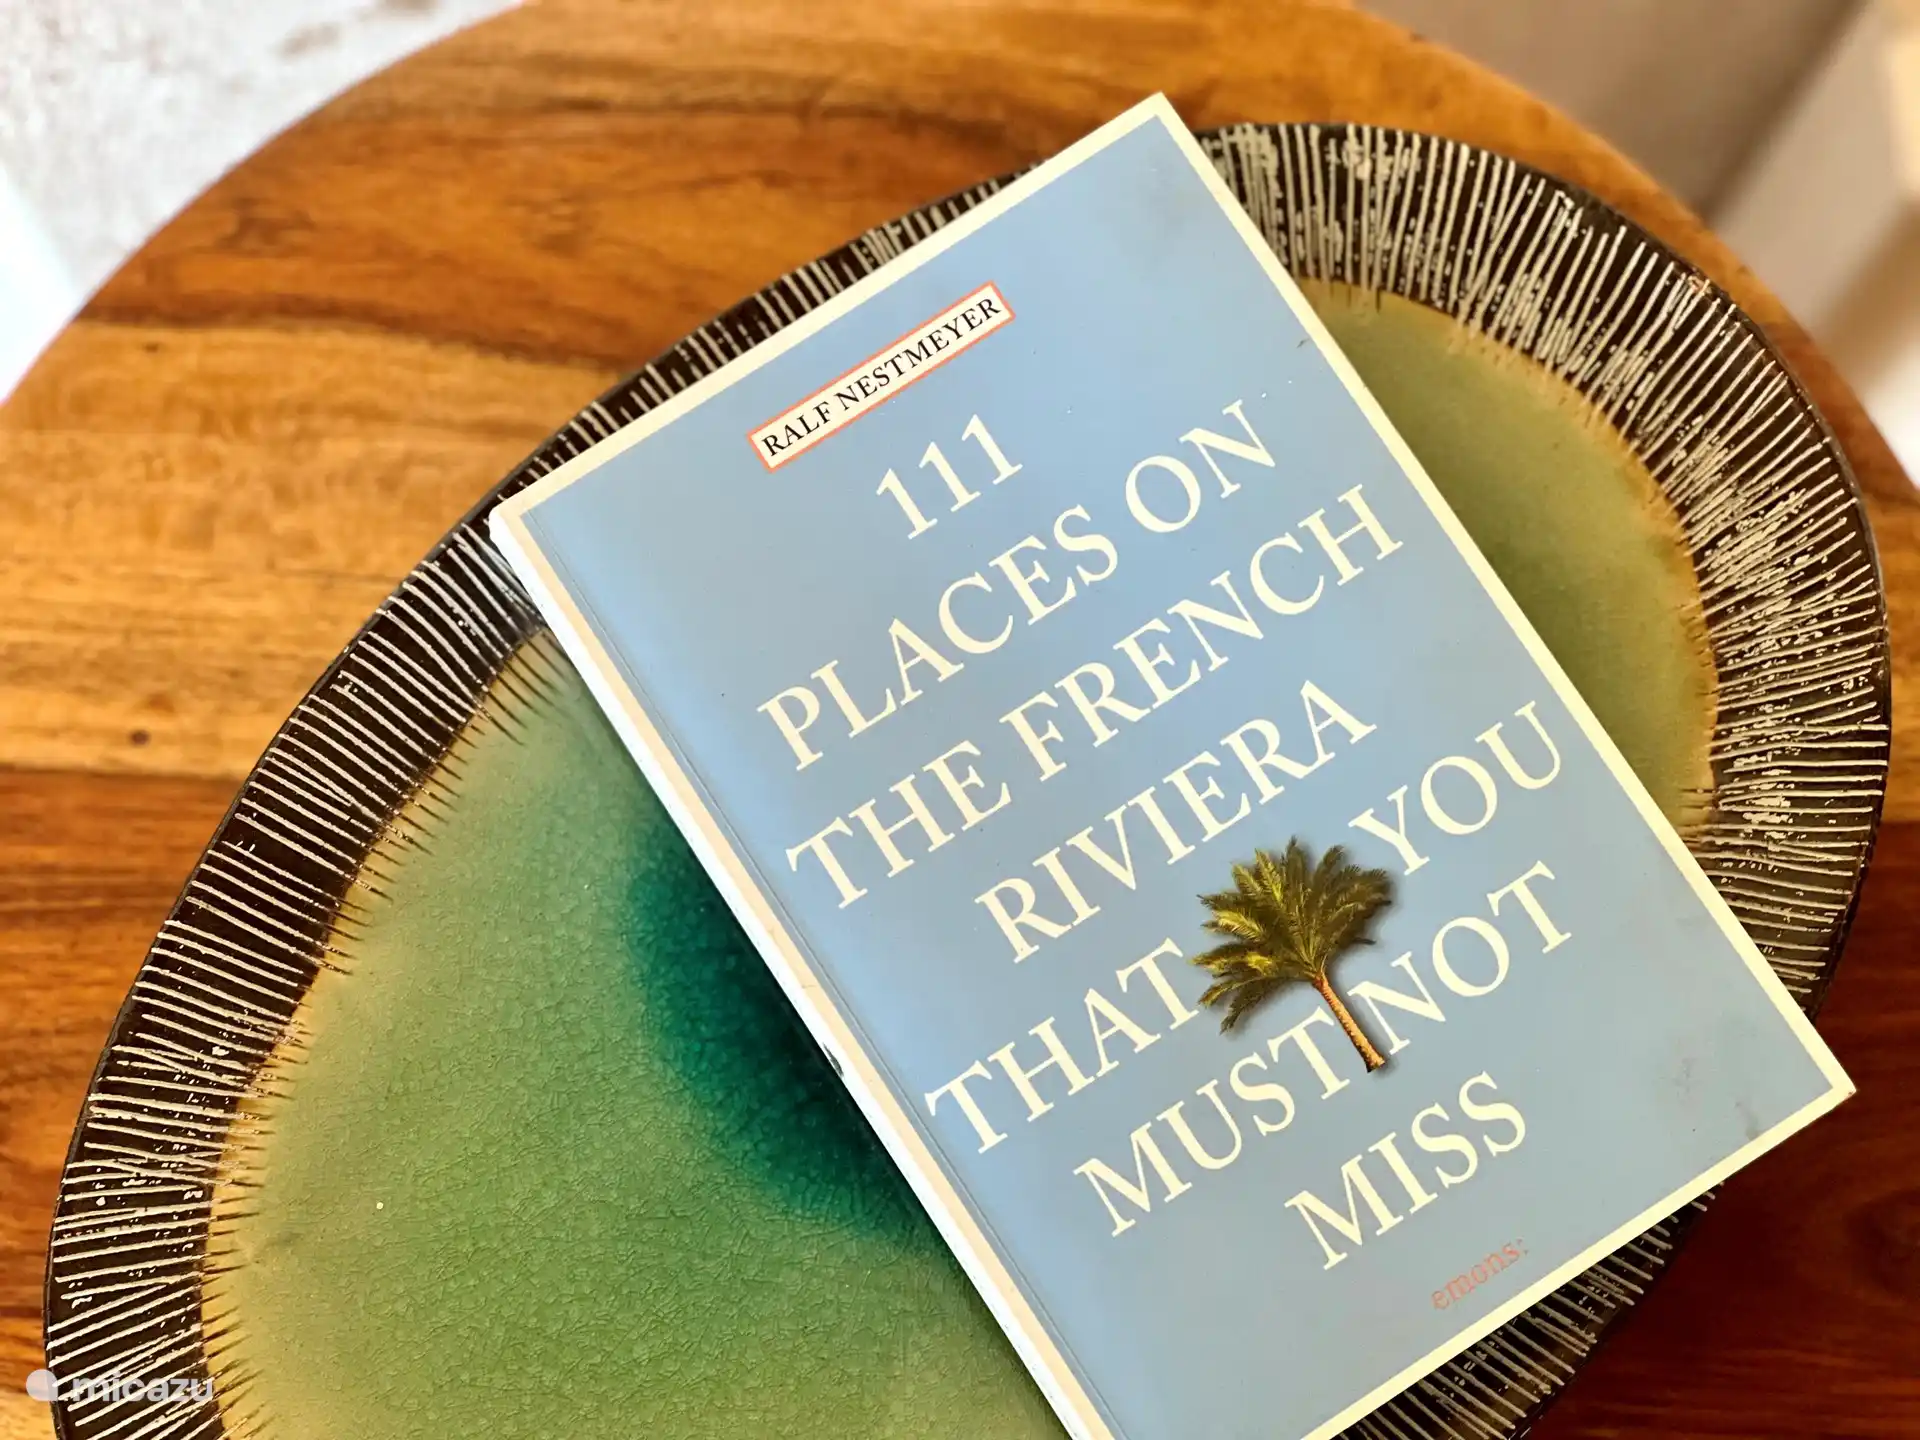 RALF NESTMEYER
111
PLACES ON
THE FRENCH
RIVIERA
THAT YOU
MUST NOT
MISS
emons:
micazu